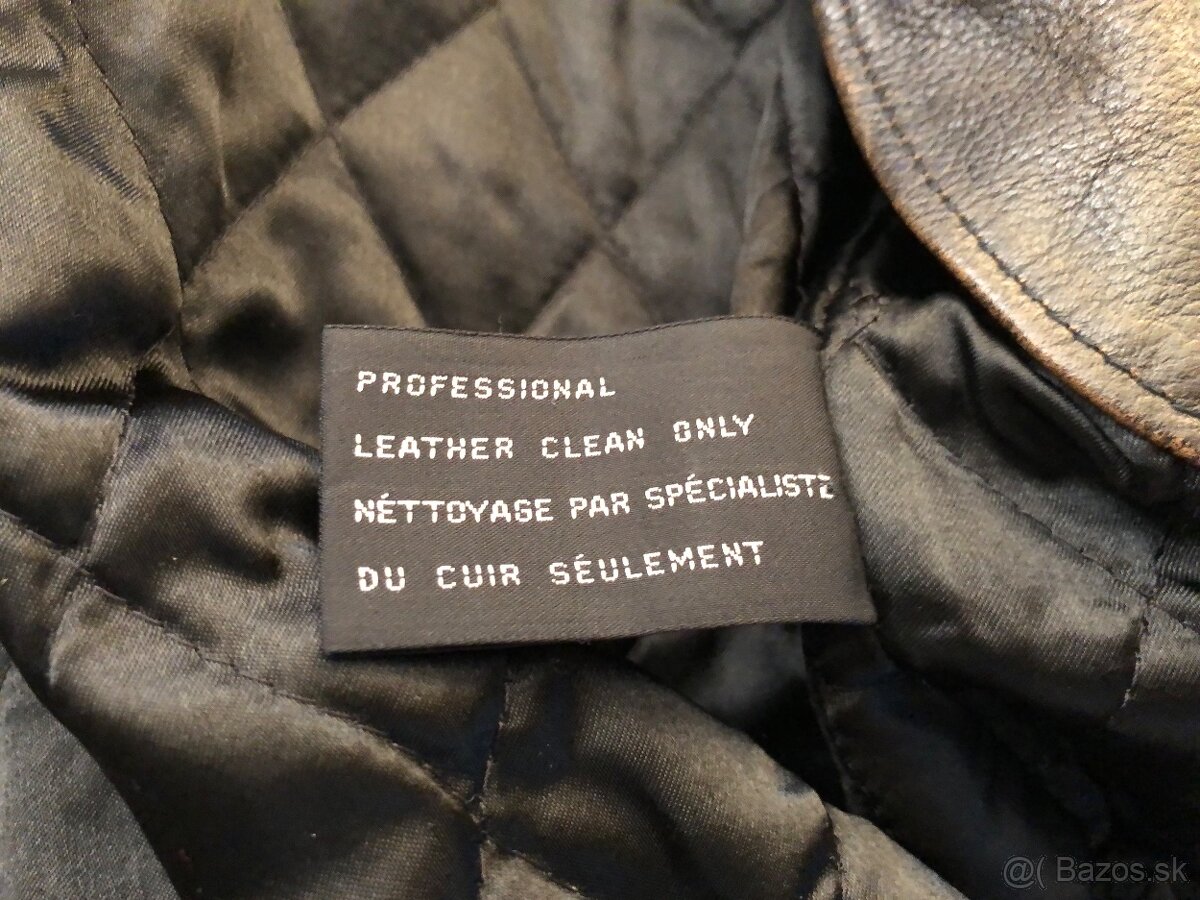 PROFESSIONAL
LEATHER CLEAN ONLY
NÉTTOYAGE PAR SPÉCIALISTE
DU CUIR SÉULEMENT
@( Bazos.sk